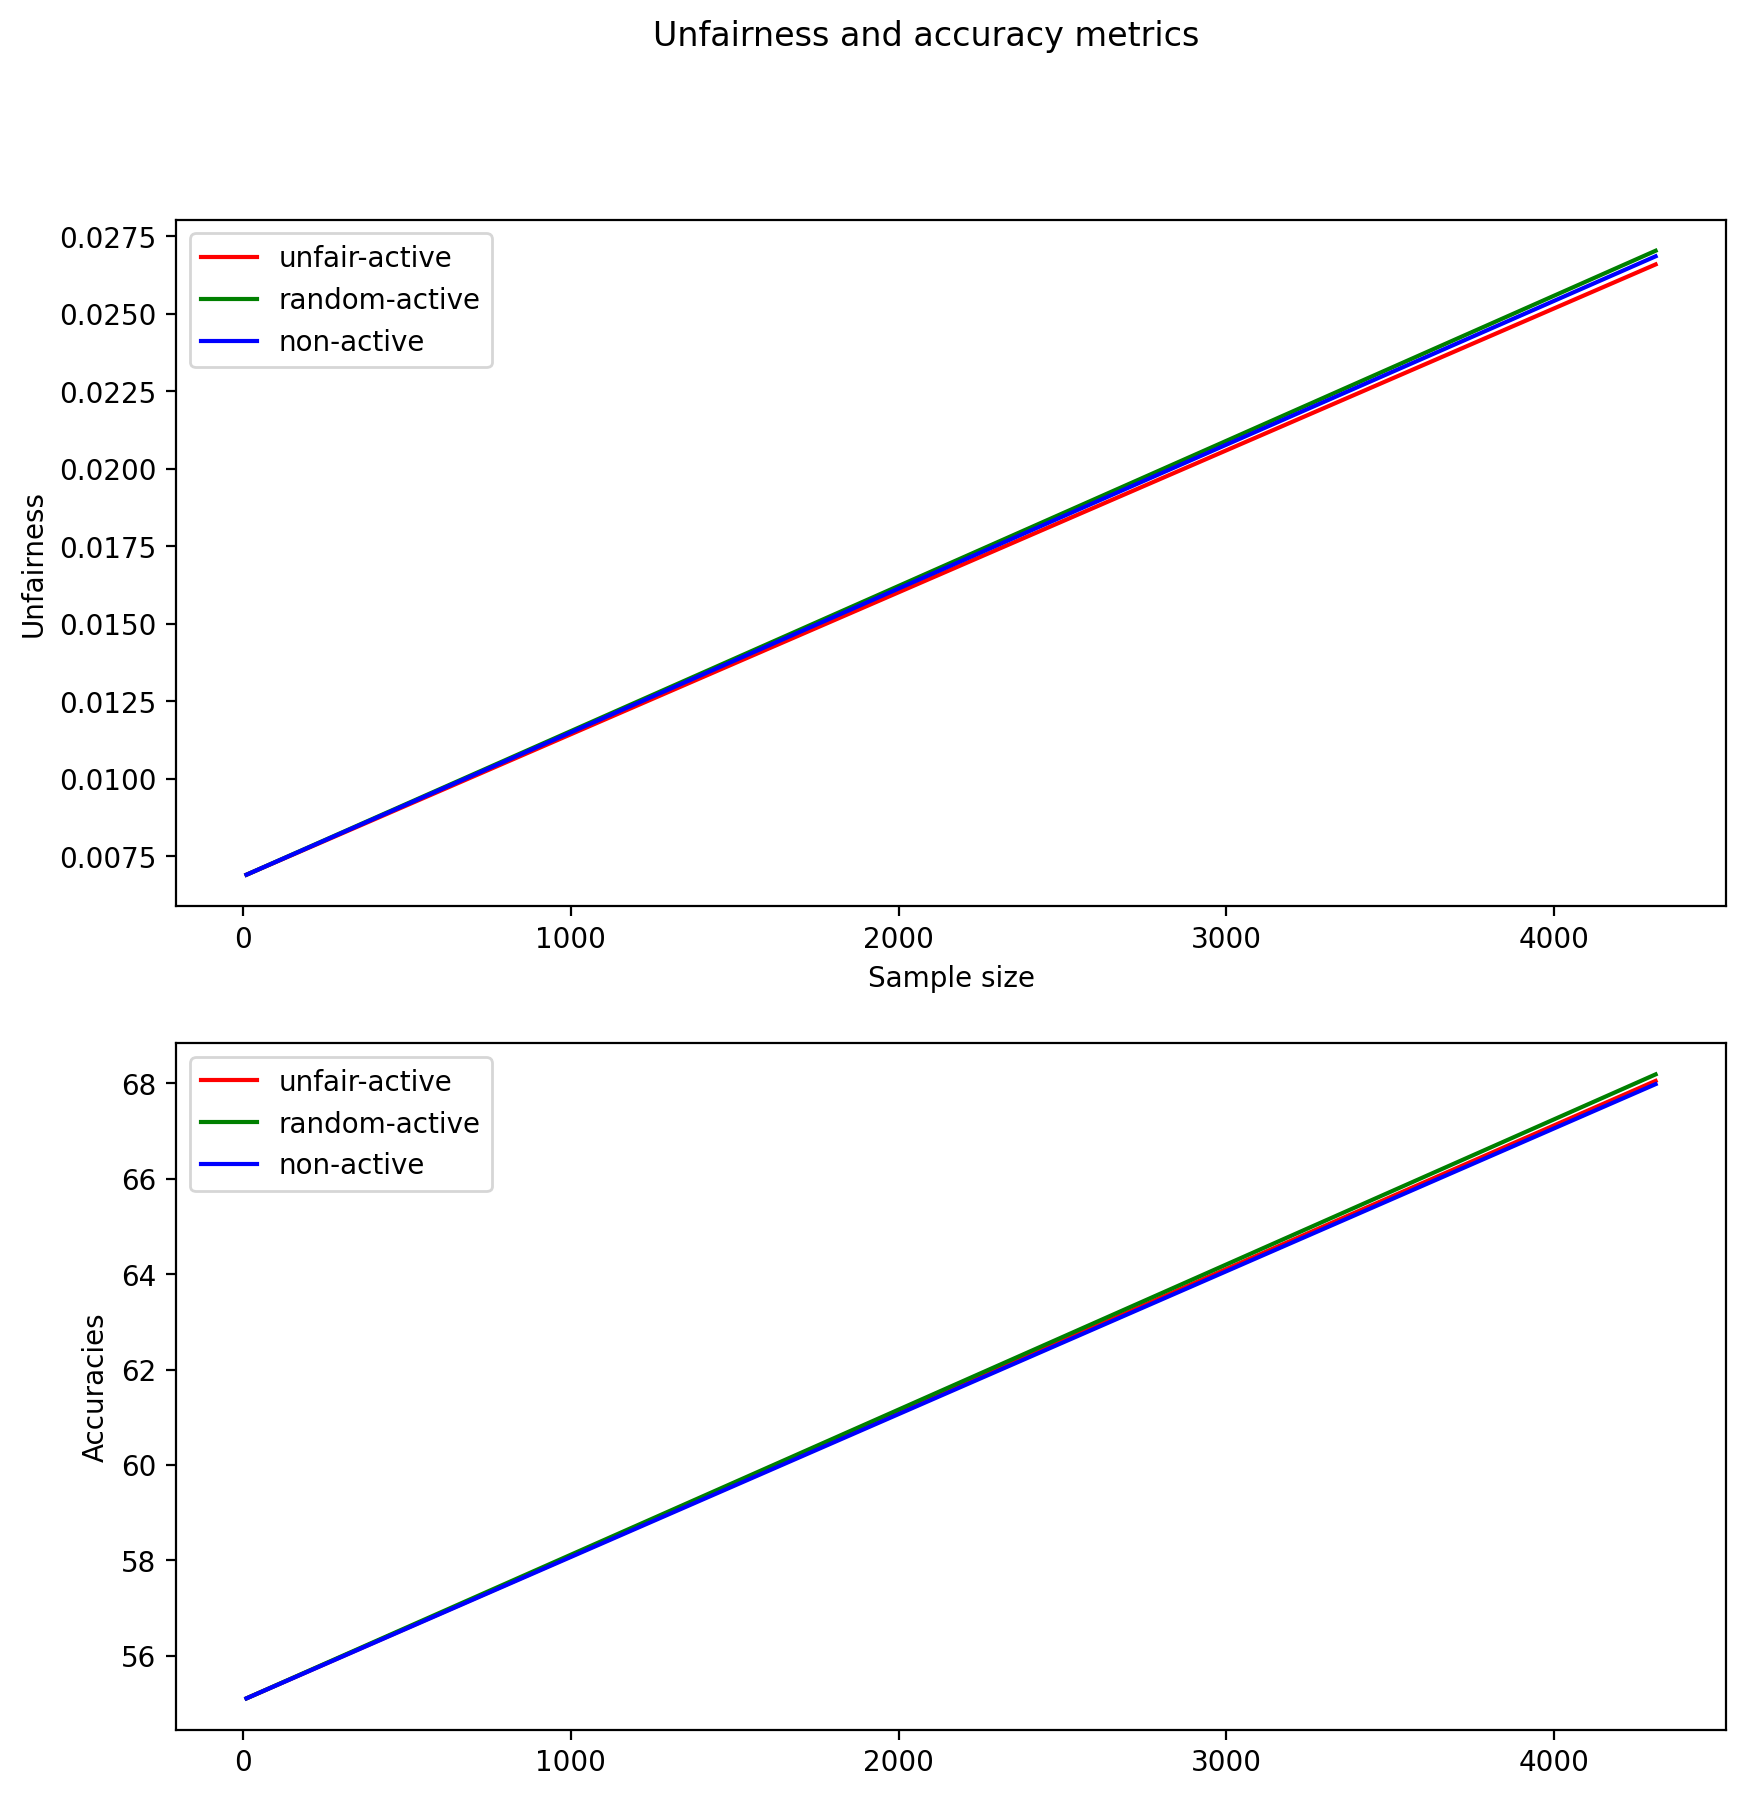 Unfairness and accuracy metrics
0.0275
0.0250
0.0225
0.0200
0.0175
0.0150
0.0125
0.0100
0.0075
Unfairness
unfair-active
random-active
non-active
0 1000 2000 3000 4000
Sample size
68
66
64
62
60
58
56
Accuracies
unfair-active
random-active
non-active
0 1000 2000 3000 4000